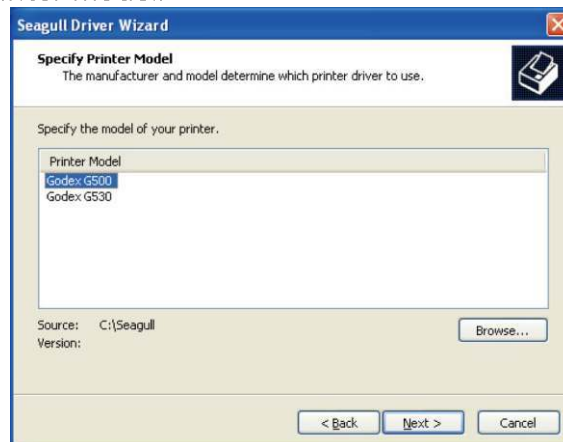 Seagull Driver Wizard
Specify Printer Model
The manufacturer and model determine which printer driver to use.
Specify the model of your printer.
Printer Model
Godex G500
Godex G530
Source: C:\Seagull
Browse...
Version:
< Back Next > Cancel